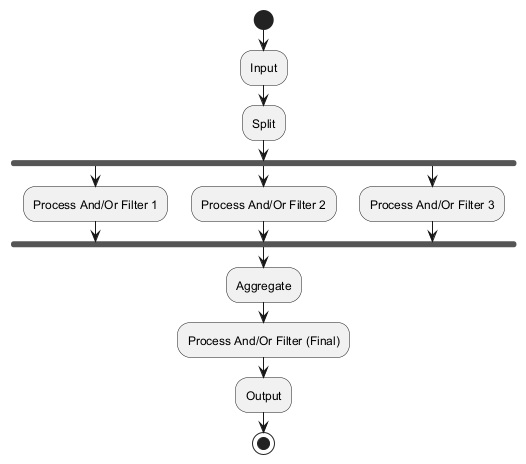 Input
Split
Process And/Or Filter 1
Process And/Or Filter 2
Process And/Or Filter 3
Aggregate
Process And/Or Filter (Final)
Output